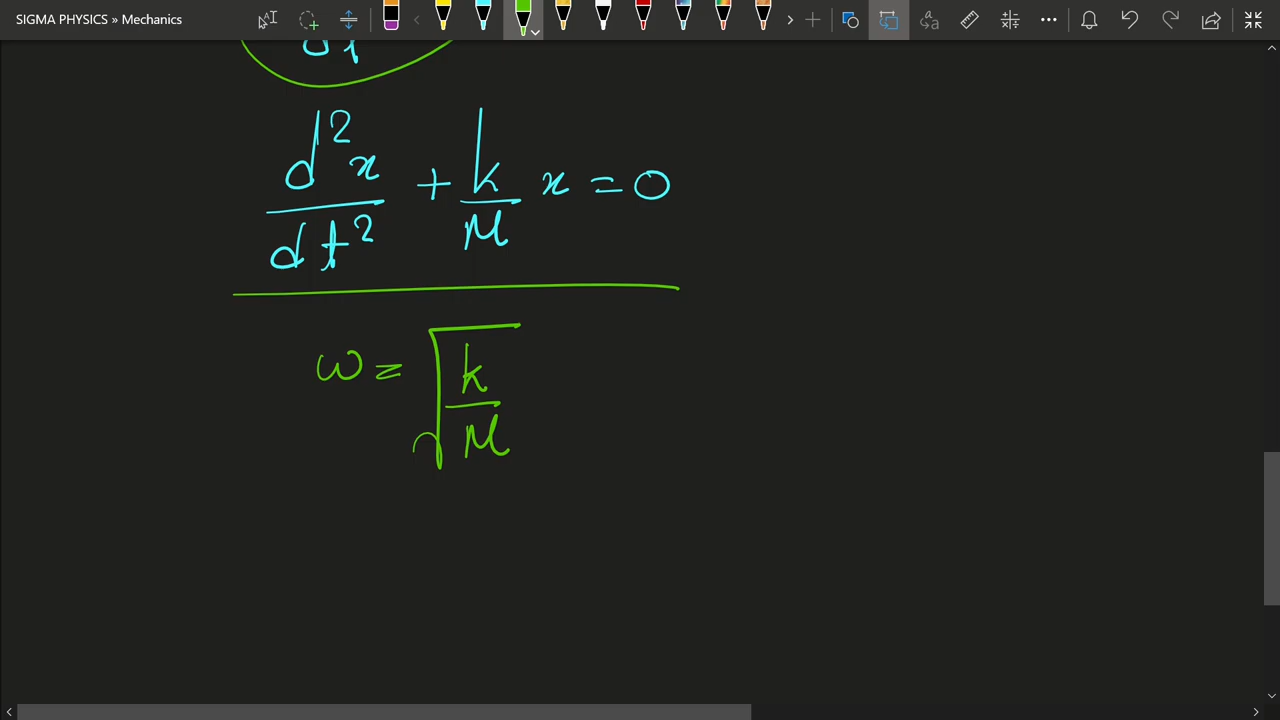 SIGMA PHYSICS » Mechanics
d²x/dt² + k/μ x = 0
ω = √(k/μ)